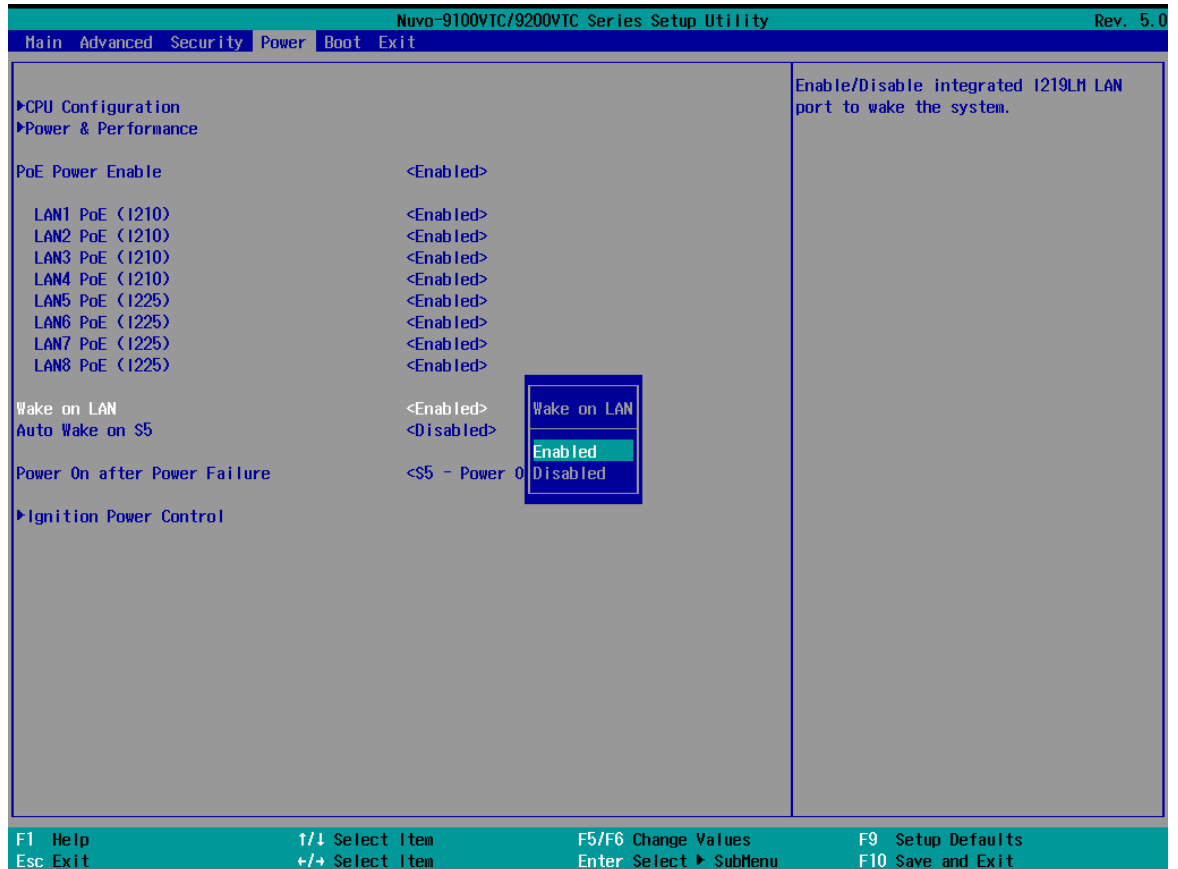 Nuvo-9100VTC/9200VTC Series Setup Utility Rev. 5.0
Main Advanced Security Power Boot Exit
Enable/Disable integrated I219LM LAN
port to wake the system.
▶CPU Configuration
▶Power & Performance
PoE Power Enable <Enabled>
LAN1 PoE (I210) <Enabled>
LAN2 PoE (I210) <Enabled>
LAN3 PoE (I210) <Enabled>
LAN4 PoE (I210) <Enabled>
LAN5 PoE (I225) <Enabled>
LAN6 PoE (I225) <Enabled>
LAN7 PoE (I225) <Enabled>
LAN8 PoE (I225) <Enabled>
Wake on LAN <Enabled>
Auto Wake on S5 <Disabled>
Power On after Power Failure <S5 - Power O
▶Ignition Power Control
Wake on LAN
Enabled
Disabled
F1 Help ↑/↓ Select Item F5/F6 Change Values F9 Setup Defaults
Esc Exit ←/→ Select Item Enter Select ▶ SubMenu F10 Save and Exit